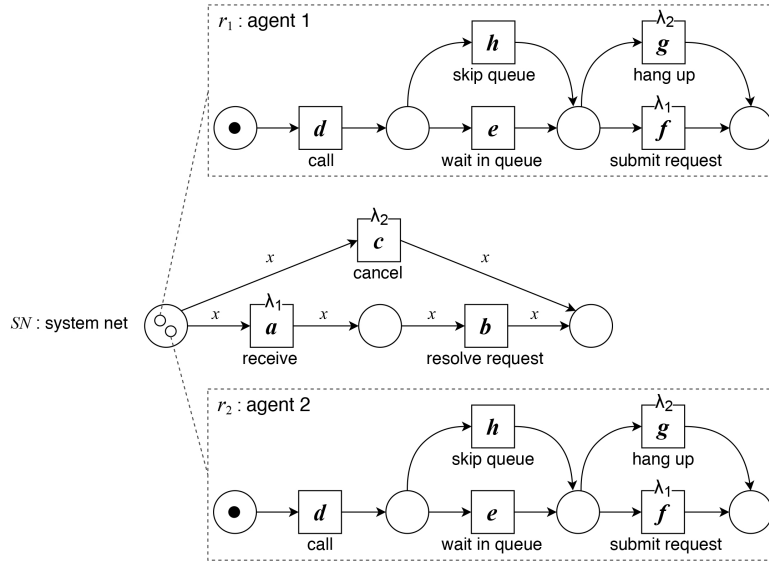 r1 : agent 1
h
skip queue
λ2
g
hang up
d
call
e
wait in queue
λ1
f
submit request
λ2
c
cancel
x
x
SN : system net
x
λ1
a
receive
x
x
b
resolve request
x
r2 : agent 2
h
skip queue
λ2
g
hang up
d
call
e
wait in queue
λ1
f
submit request